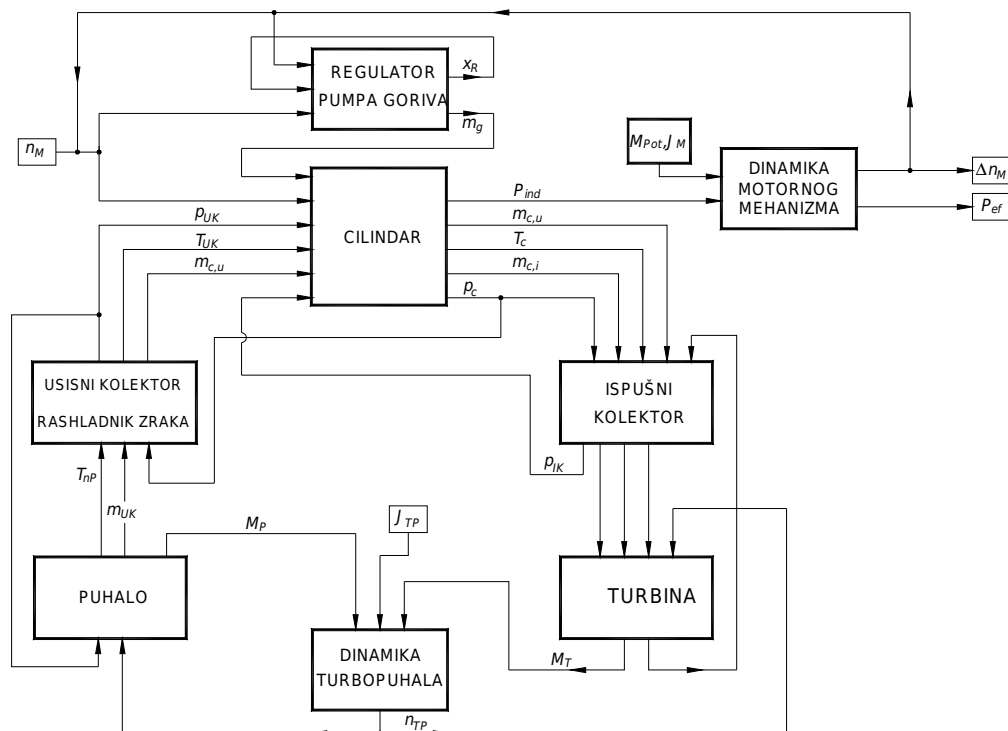 x_R
REGULATOR
PUMPA GORIVA
m_g
n_M
M_Pot, J_M
DINAMIKA
MOTORNOG
MEHANIZMA
Δn_M
P_ef
P_ind
p_UK
m_c,u
CILINDAR
T_UK
T_c
m_c,u
m_c,i
p_c
USISNI KOLEKTOR
RASHLADNIK ZRAKA
ISPUŠNI
KOLEKTOR
T_nP
p_IK
m_UK
M_P
J_TP
PUHALO
TURBINA
DINAMIKA
TURBOPUHALA
M_T
n_TP